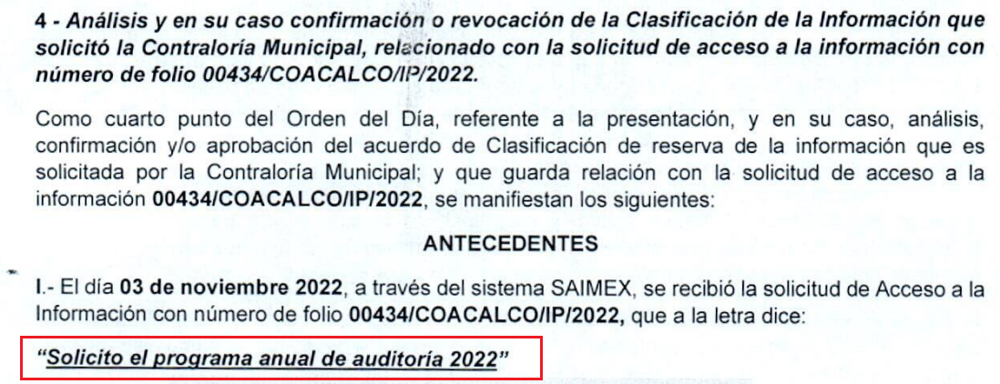 4 - Análisis y en su caso confirmación o revocación de la Clasificación de la Información que
solicitó la Contraloría Municipal, relacionado con la solicitud de acceso a la información con
número de folio 00434/COACALCO/IP/2022.
Como cuarto punto del Orden del Día, referente a la presentación, y en su caso, análisis,
confirmación y/o aprobación del acuerdo de Clasificación de reserva de la información que es
solicitada por la Contraloría Municipal; y que guarda relación con la solicitud de acceso a la
información 00434/COACALCO/IP/2022, se manifiestan los siguientes:
ANTECEDENTES
I.- El día 03 de noviembre 2022, a través del sistema SAIMEX, se recibió la solicitud de Acceso a la
Información con número de folio 00434/COACALCO/IP/2022, que a la letra dice:
“Solicito el programa anual de auditoría 2022”